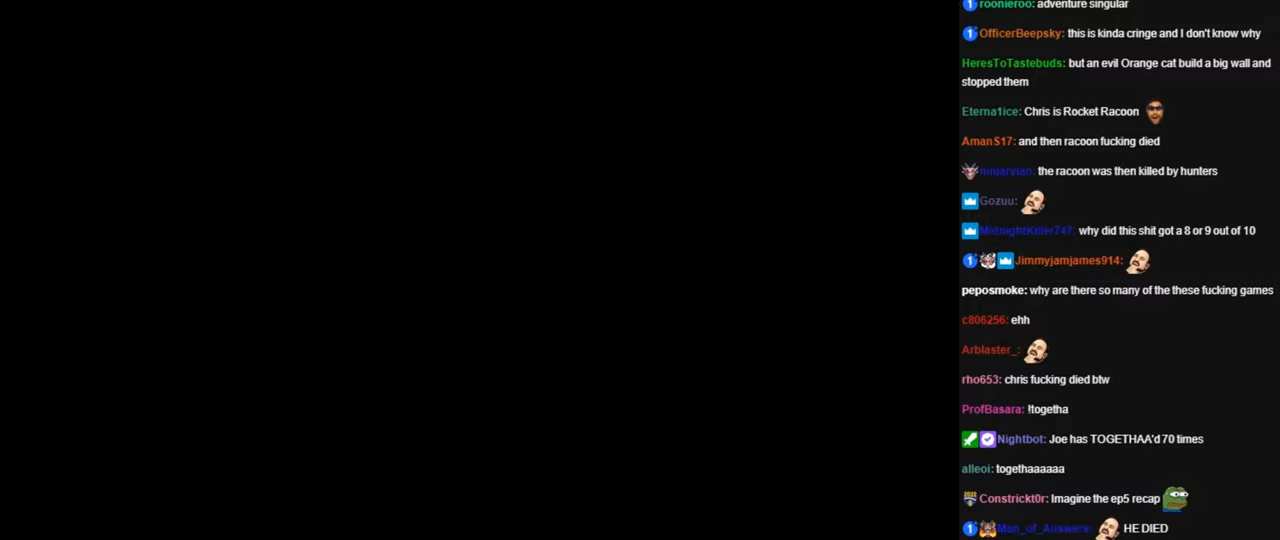 roonieroo: adventure singular
OfficerBeepsky: this is kinda cringe and I don't know why
HeresToTastebuds: but an evil Orange cat build a big wall and
stopped them
Eterna1ice: Chris is Rocket Racoon
AmanS17: and then racoon fucking died
ninjaryian: the racoon was then killed by hunters
Gozuu:
MidnightKiller747: why did this shit got a 8 or 9 out of 10
Jimmyjamjames914:
peposmoke: why are there so many of the these fucking games
c806256: ehh
Arblaster_:
rho653: chris fucking died btw
ProfBasara: !togetha
Nightbot: Joe has TOGETHAA'd 70 times
alleoi: togethaaaaaa
Constrickt0r: Imagine the ep5 recap
Man_of_Answers: HE DIED